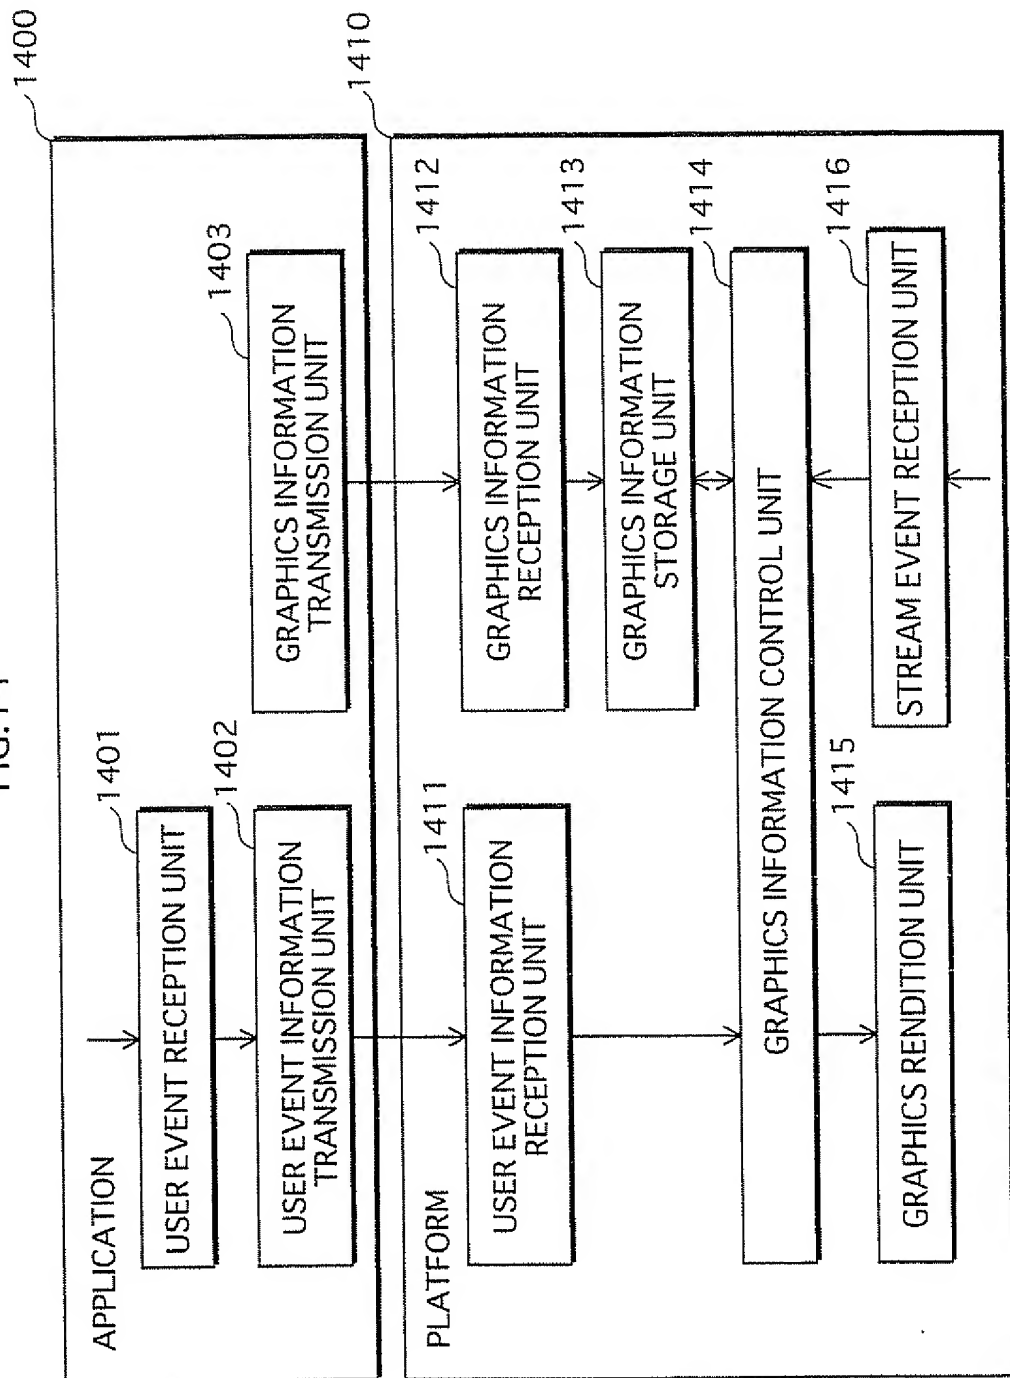 1400
APPLICATION
1401
USER EVENT RECEPTION UNIT
1402
USER EVENT INFORMATION
TRANSMISSION UNIT
1403
GRAPHICS INFORMATION
TRANSMISSION UNIT
1410
PLATFORM
1411
USER EVENT INFORMATION
RECEPTION UNIT
1412
GRAPHICS INFORMATION
RECEPTION UNIT
1413
GRAPHICS INFORMATION
STORAGE UNIT
1414
GRAPHICS INFORMATION CONTROL UNIT
1415
GRAPHICS RENDITION UNIT
1416
STREAM EVENT RECEPTION UNIT